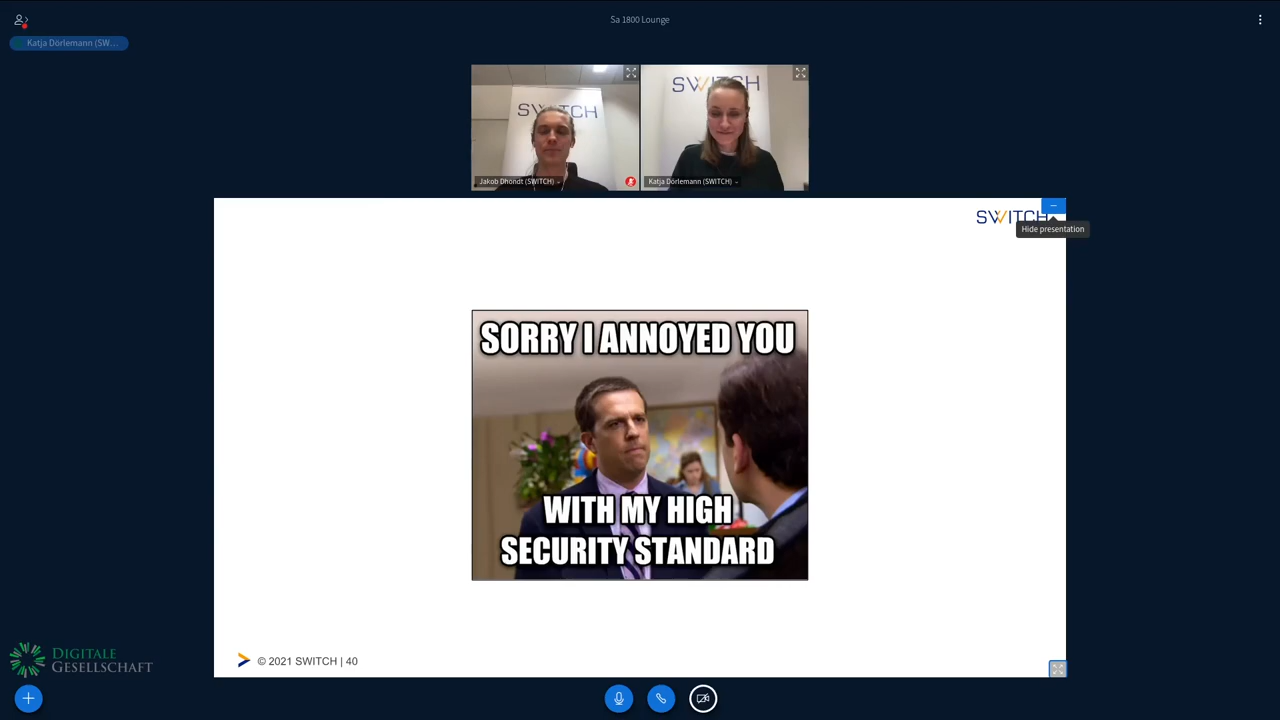 Sa 1800 Lounge
Katja Dörlemann (SW...
SWITCH
SWITCH
Jakob Dhondt (SWITCH)
Katja Dörlemann (SWITCH)
SWITCH
Hide presentation
SORRY I ANNOYED YOU
WITH MY HIGH
SECURITY STANDARD
© 2021 SWITCH | 40
DIGITALE
GESELLSCHAFT